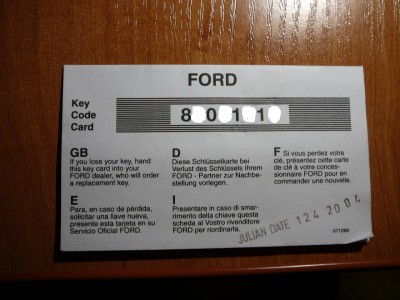 FORD
Key
Code
Card
GB
If you lose your key, hand
this key card into your
FORD dealer, who will order
a replacement key.
D
Diese Schlüsselkarte bei
Verlust des Schlüssels Ihrem
FORD - Partner zur Nachbe-
stellung vorlegen.
F Si vous perdez votre
clé, présentez cette carte
de clé à votre conces-
sionnaire FORD pour en
commander une nouvelle.
E
Para, en caso de pérdida,
solicitar una llave nueva,
presente esta tarjeta en su
Servicio Oficial FORD.
I
Presentare in caso di smar-
rimento della chiave questa
scheda al Vostro rivenditore
FORD per riordinarla.
JULIAN DATE 124 2004
071298